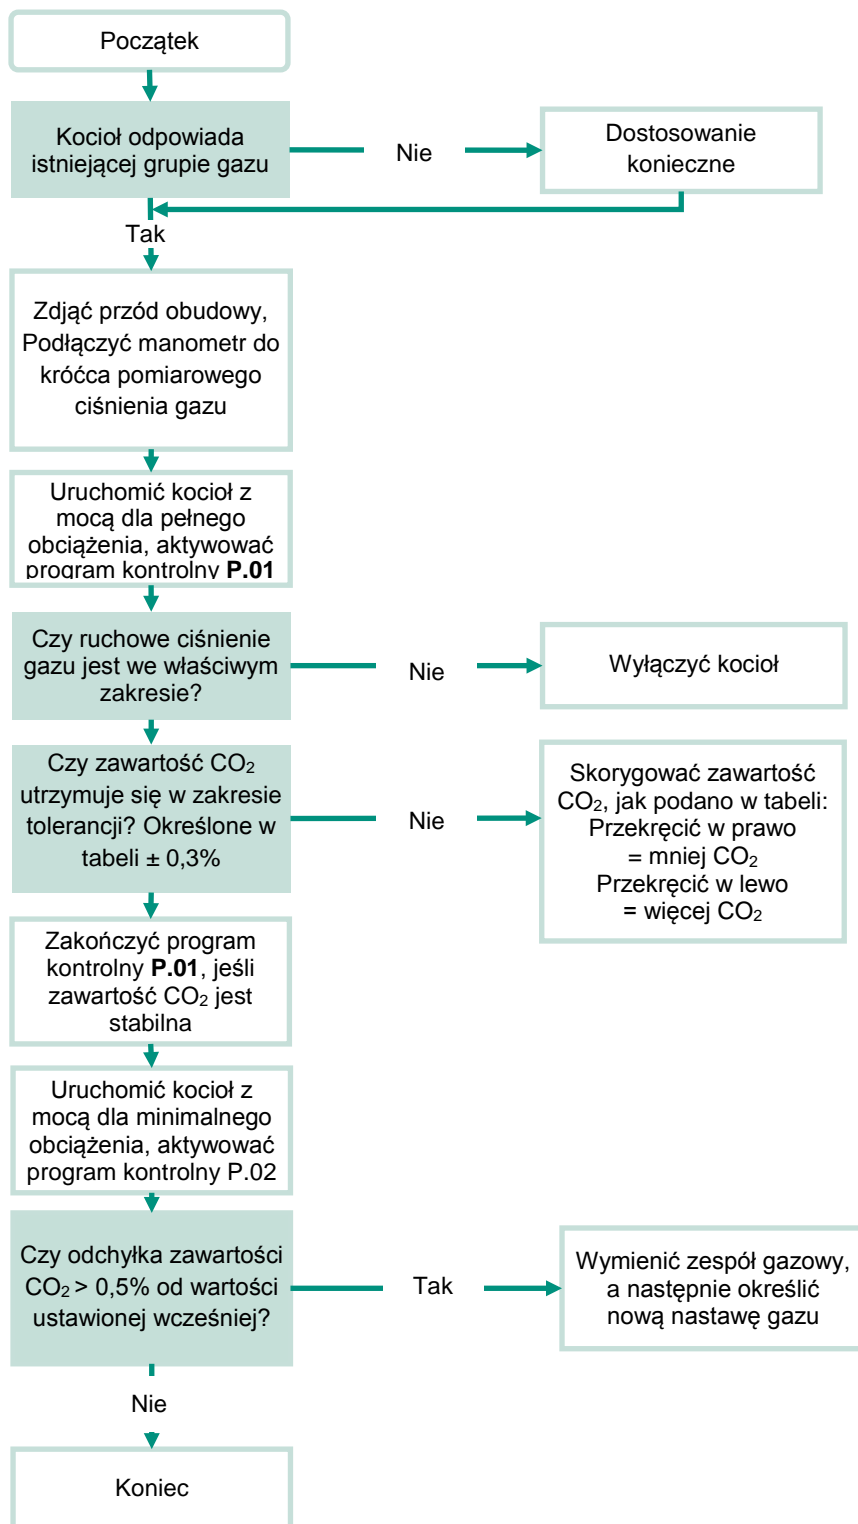 Początek
Kocioł odpowiada
istniejącej grupie gazu
Nie
Dostosowanie
konieczne
Tak
Zdjąć przód obudowy,
Podłączyć manometr do
króćca pomiarowego
ciśnienia gazu
Uruchomić kocioł z
mocą dla pełnego
obciążenia, aktywować
program kontrolny P.01
Czy ruchowe ciśnienie
gazu jest we właściwym
zakresie?
Nie
Wyłączyć kocioł
Czy zawartość CO₂
utrzymuje się w zakresie
tolerancji? Określone w
tabeli ± 0,3%
Nie
Skorygować zawartość
CO₂, jak podano w tabeli:
Przekręcić w prawo
= mniej CO₂
Przekręcić w lewo
= więcej CO₂
Zakończyć program
kontrolny P.01, jeśli
zawartość CO₂ jest
stabilna
Uruchomić kocioł z
mocą dla minimalnego
obciążenia, aktywować
program kontrolny P.02
Czy odchyłka zawartości
CO₂ > 0,5% od wartości
ustawionej wcześniej?
Tak
Wymienić zespół gazowy,
a następnie określić
nową nastawę gazu
Nie
Koniec